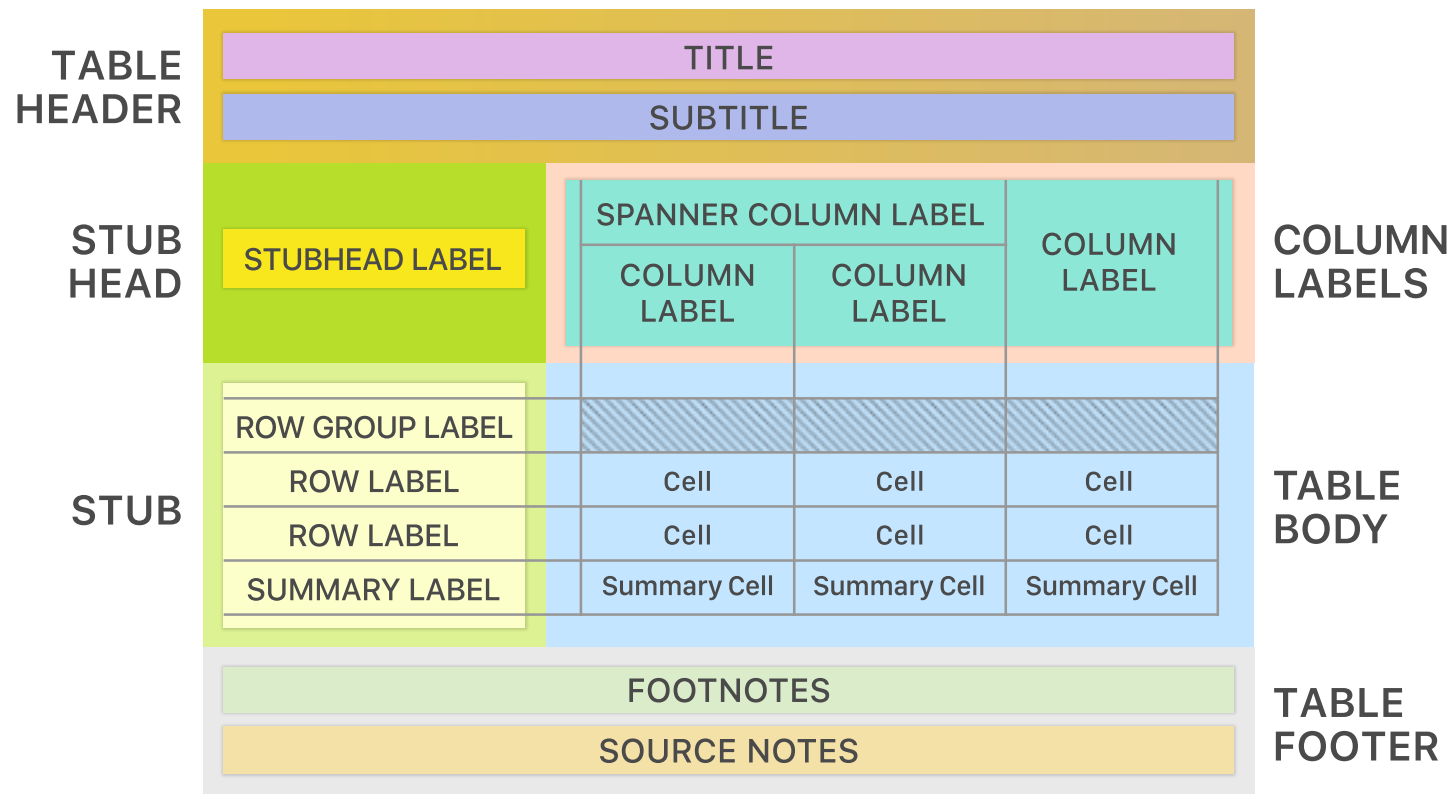 TABLE
HEADER
TITLE
SUBTITLE
STUB
HEAD
STUBHEAD LABEL
SPANNER COLUMN LABEL
COLUMN
LABEL
COLUMN
LABEL
COLUMN
LABEL
COLUMN
LABELS
STUB
ROW GROUP LABEL
ROW LABEL
Cell
Cell
Cell
ROW LABEL
Cell
Cell
Cell
SUMMARY LABEL
Summary Cell
Summary Cell
Summary Cell
TABLE
BODY
FOOTNOTES
SOURCE NOTES
TABLE
FOOTER